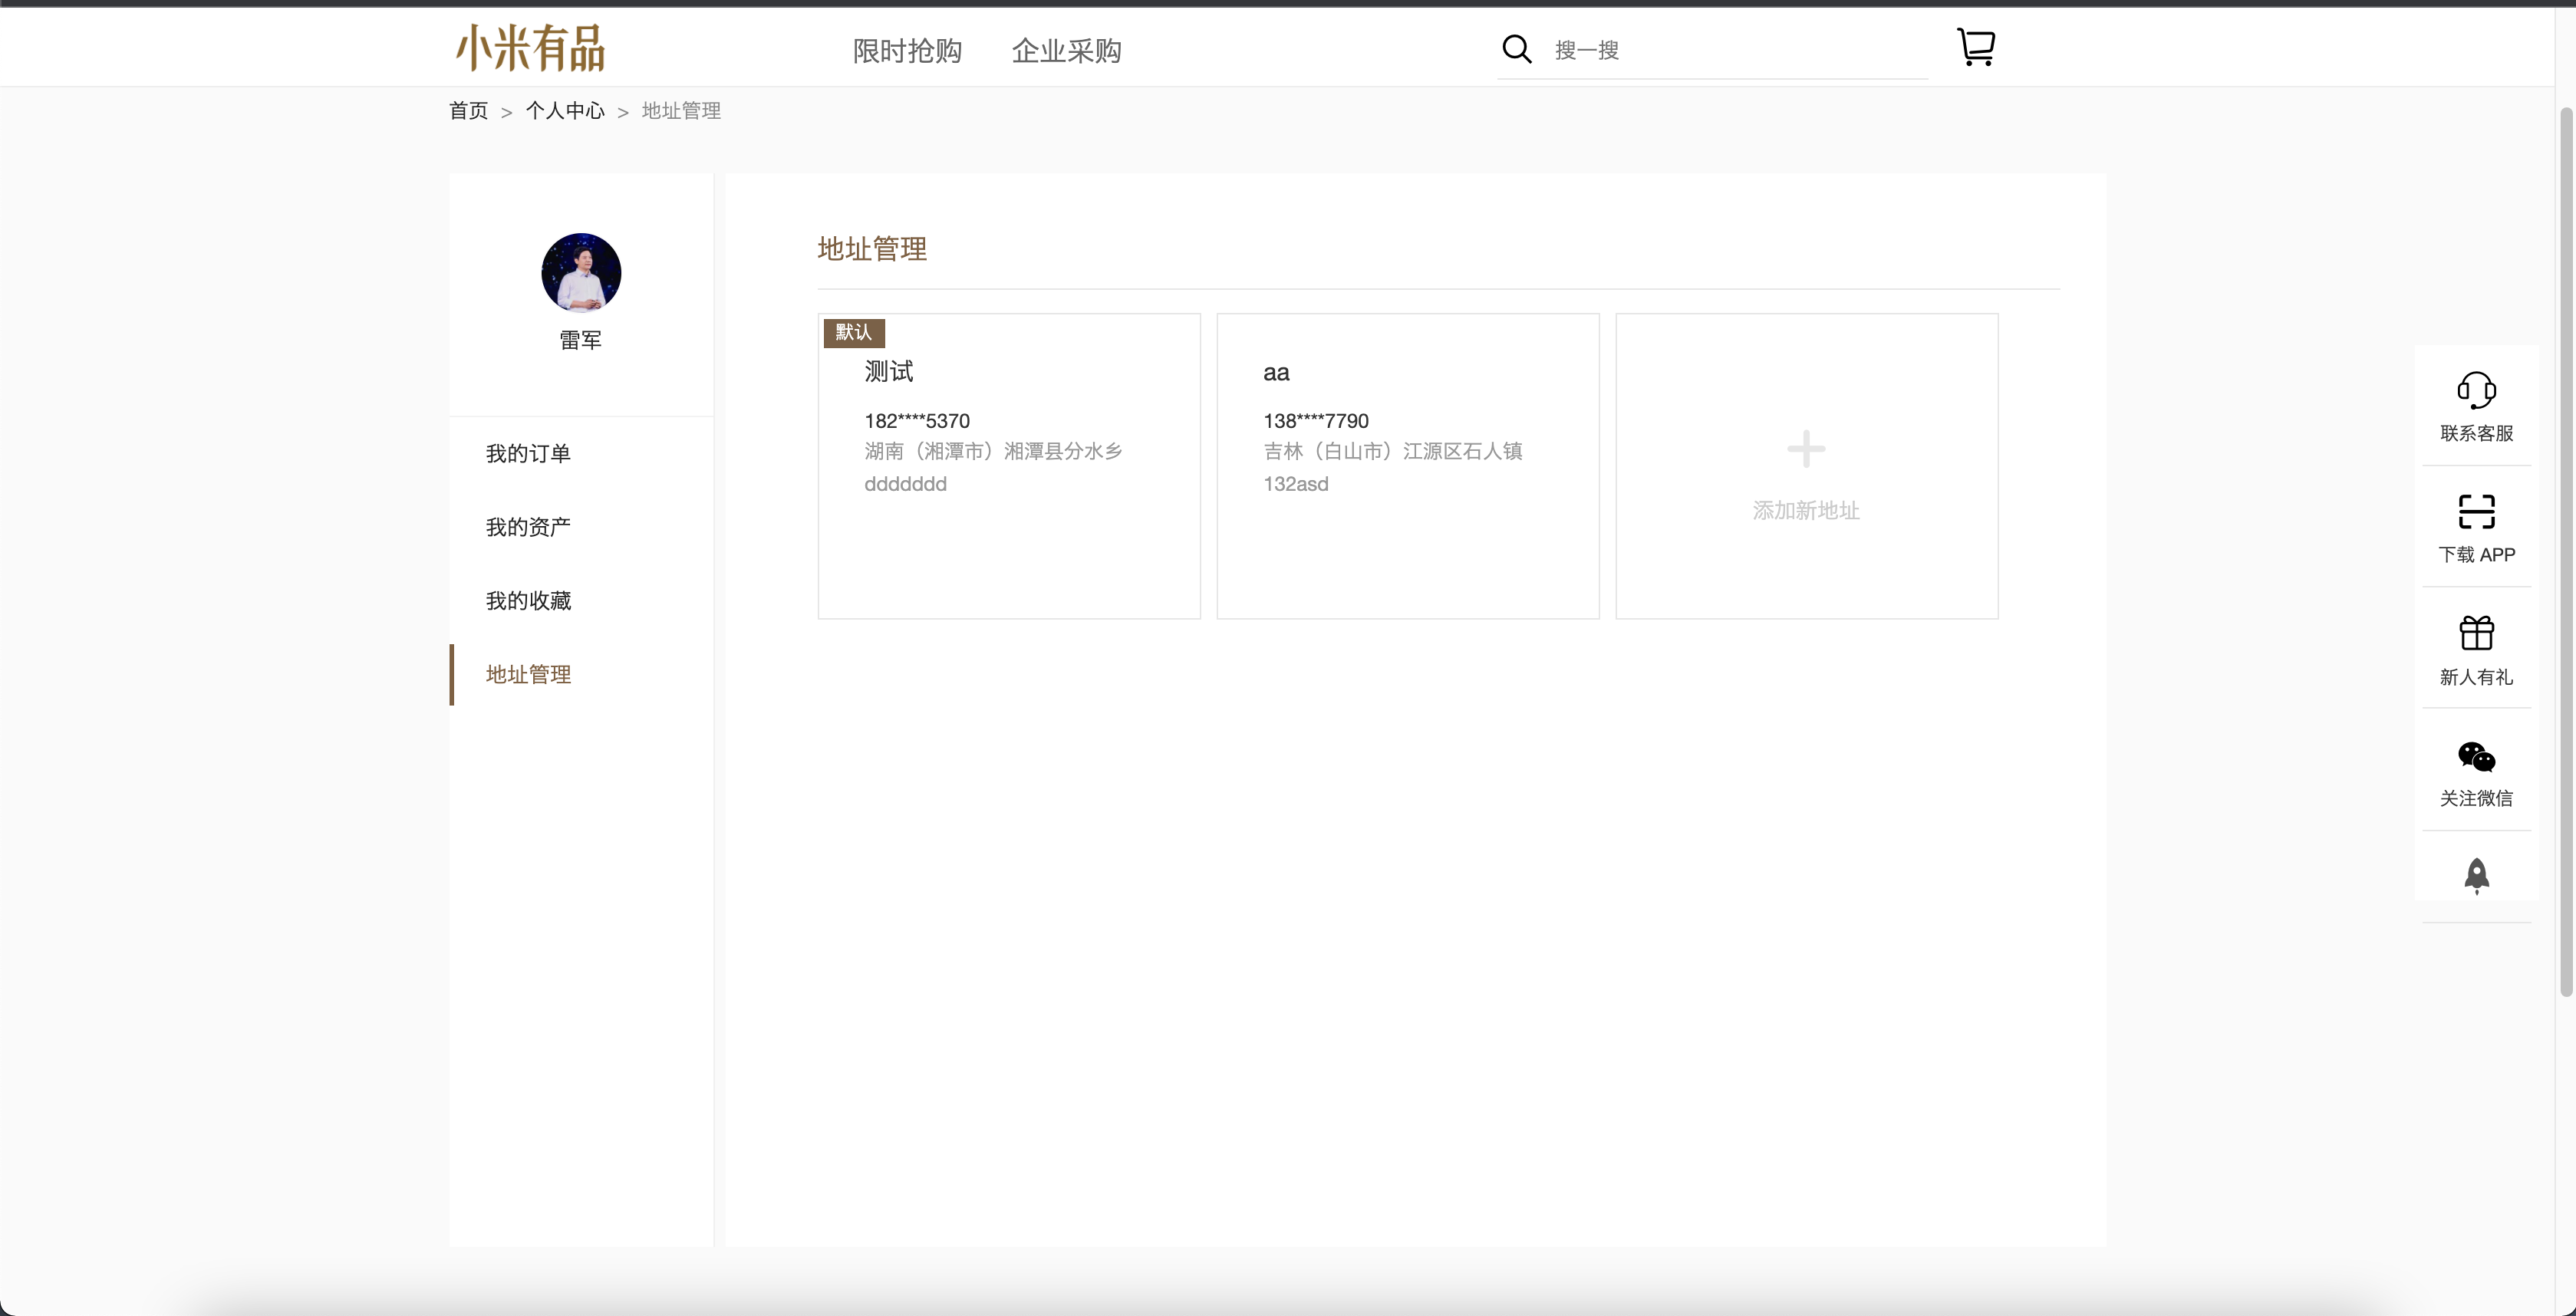 小米有品
限时抢购 企业采购 搜一搜
首页 > 个人中心 > 地址管理
雷军
我的订单
我的资产
我的收藏
地址管理
地址管理
默认
测试
182****5370
湖南（湘潭市）湘潭县分水乡
ddddddd
aa
138****7790
吉林（白山市）江源区石人镇
132asd
添加新地址
联系客服
下载 APP
新人有礼
关注微信